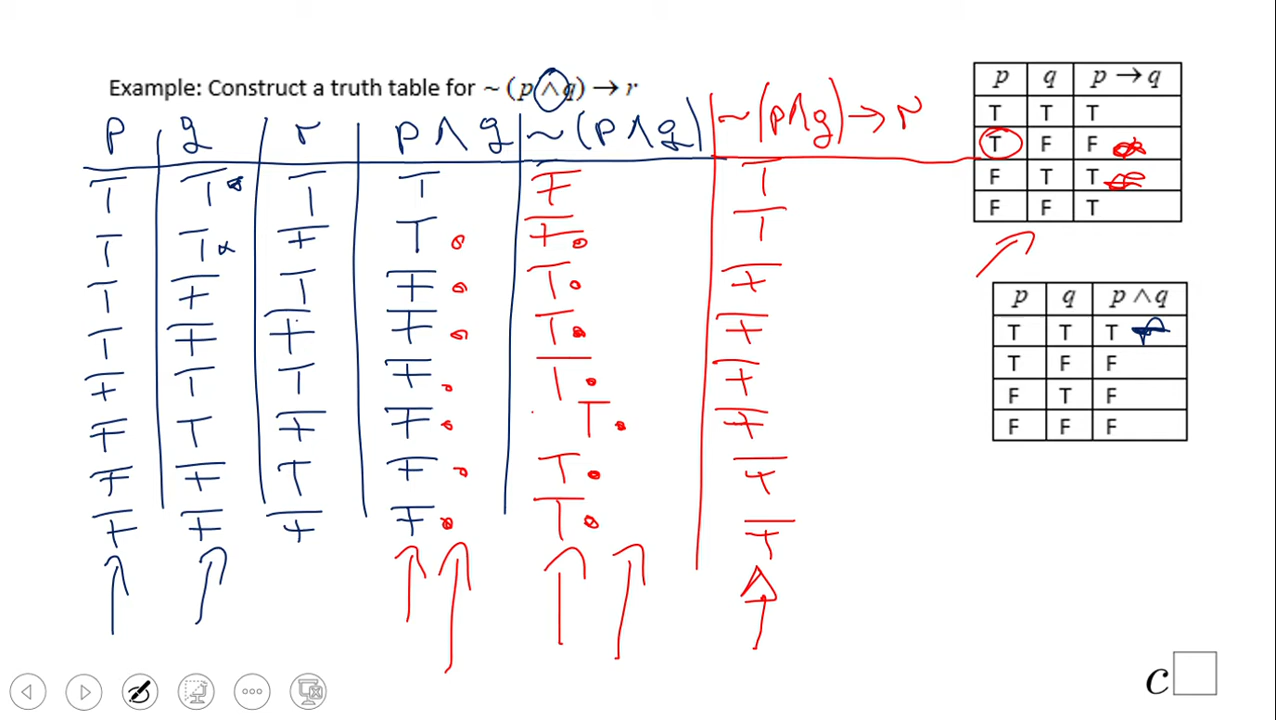 Example: Construct a truth table for ~ (p ∧ q) → r
p q r p ∧ q ~(p ∧ q) ~(p∧q) → r
T T T T F T
T T F T F T
T F T F T F
T F F F T F
F T T F T F
F T F F T F
F F T F T F
F F F F T F
p q p → q
T T T
T F F
F T T
F F T
p q p ∧ q
T T T
T F F
F T F
F F F
c